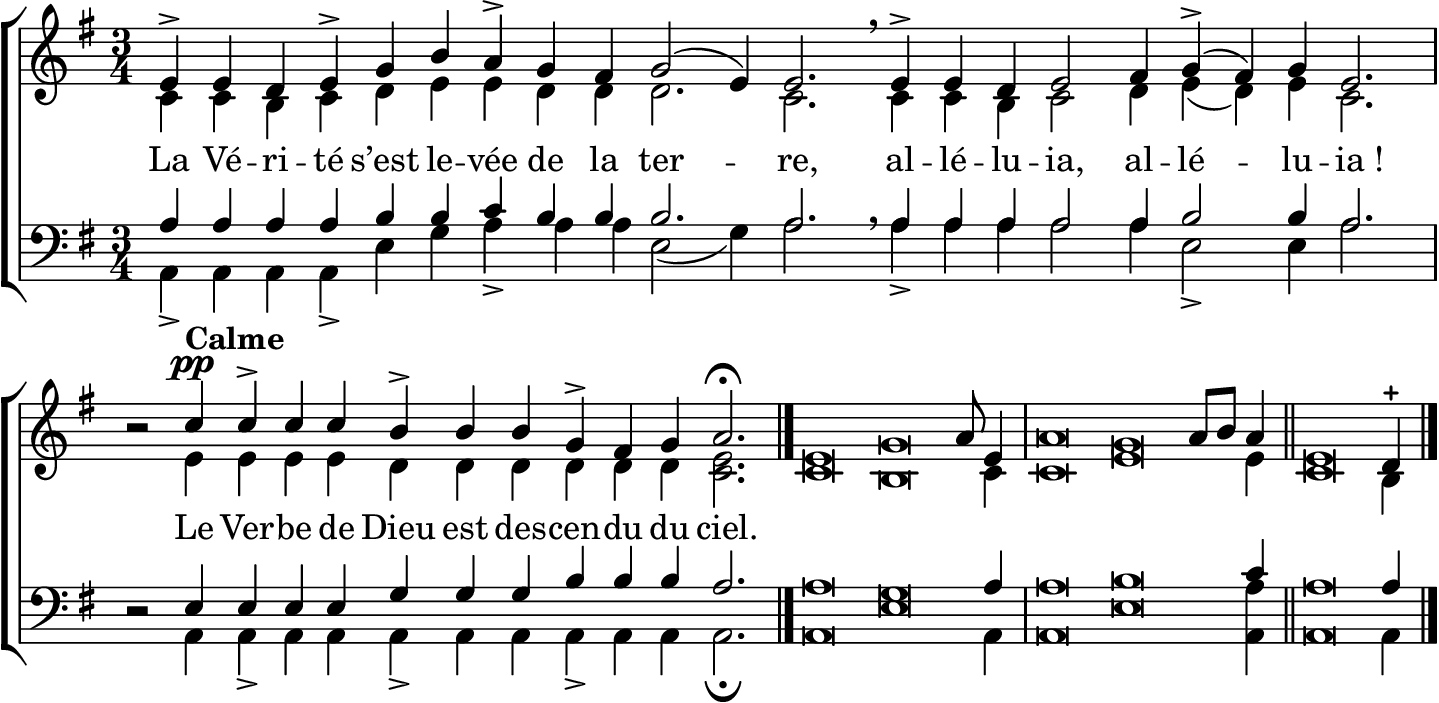 La Vé -- ri -- té s’est le -- vée de la ter -- re, al -- lé -- lu -- ia, al -- lé -- lu -- ia !
Calme
pp
Le Verbe de Dieu est descendu du ciel.